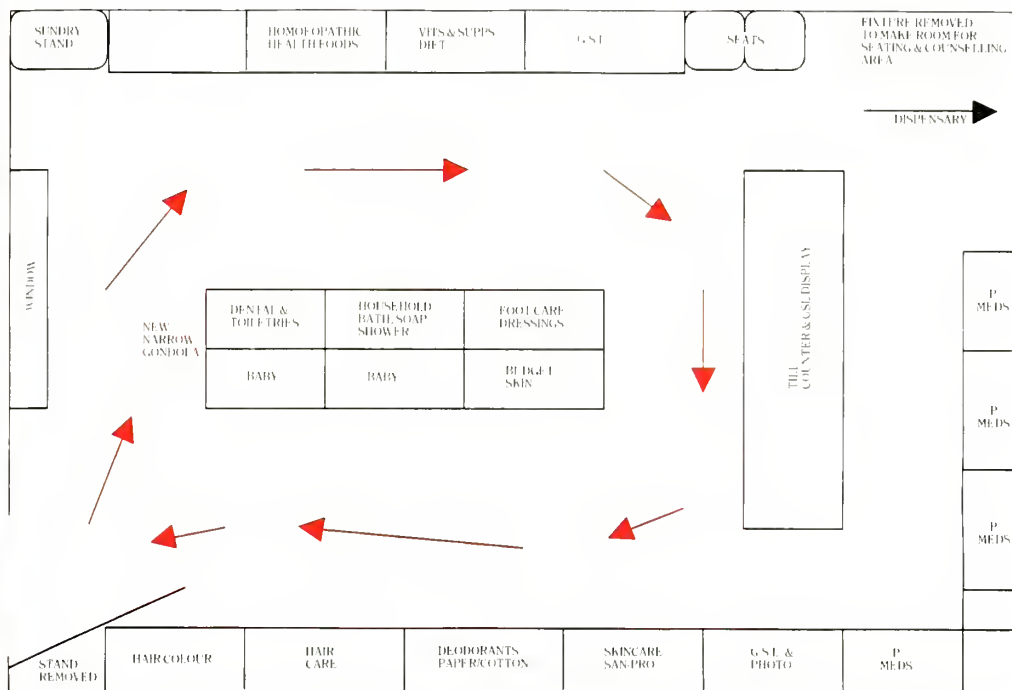 SUNDRY
STAND
HOMOEOPATHIC
HEALTH FOODS
VITS & SUPPS
DIET
G.S.L
SEATS
FIXTURE REMOVED
TO MAKE ROOM FOR
SEATING & COUNSELLING
AREA
DISPENSARY
WINDOW
NEW
NARROW
GONDOLA
DENTAL &
TOILETRIES
HOUSEHOLD
BATH, SOAP
SHOWER
FOOT CARE
DRESSINGS
BABY
BABY
BUDGET
SKIN
TILL
COUNTER & GSL DISPLAY
P
MEDS
P
MEDS
P
MEDS
STAND
REMOVED
HAIR COLOUR
HAIR
CARE
DEODORANTS
PAPER/COTTON
SKINCARE
SAN-PRO
G.S.L. &
PHOTO
P
MEDS